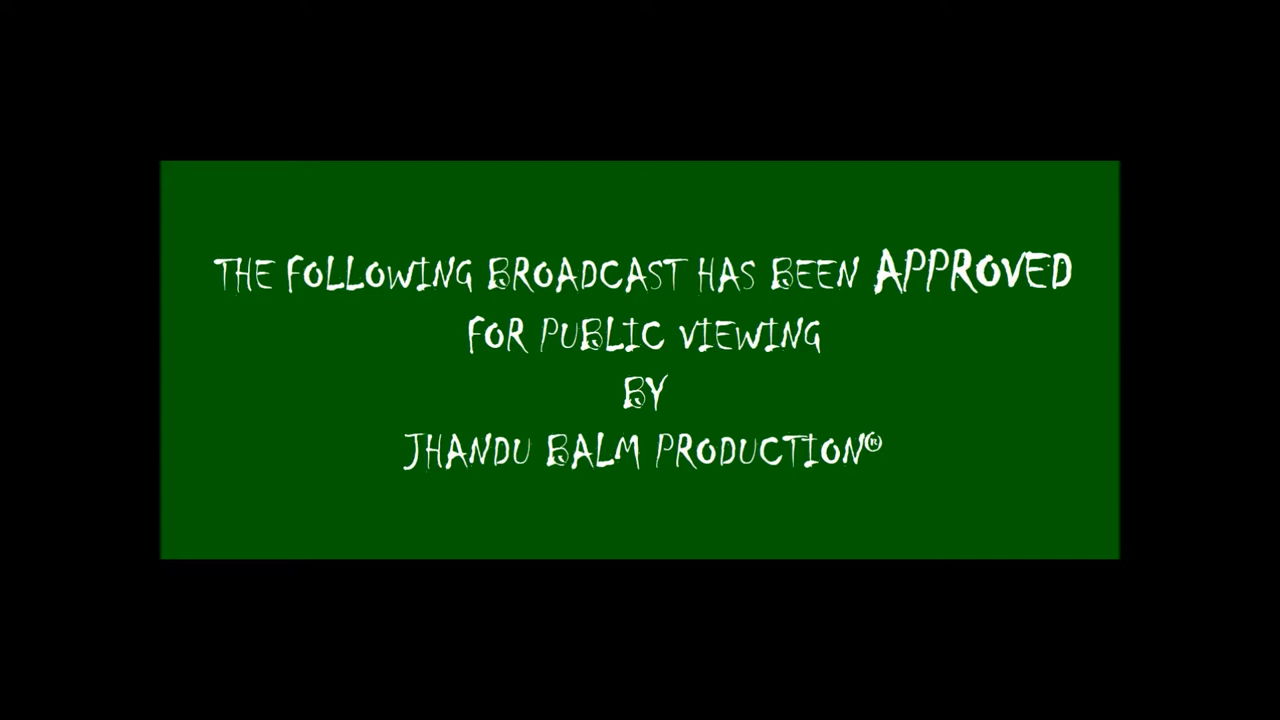 THE FOLLOWING BROADCAST HAS BEEN APPROVED
FOR PUBLIC VIEWING
BY
JHANDU BALM PRODUCTION®